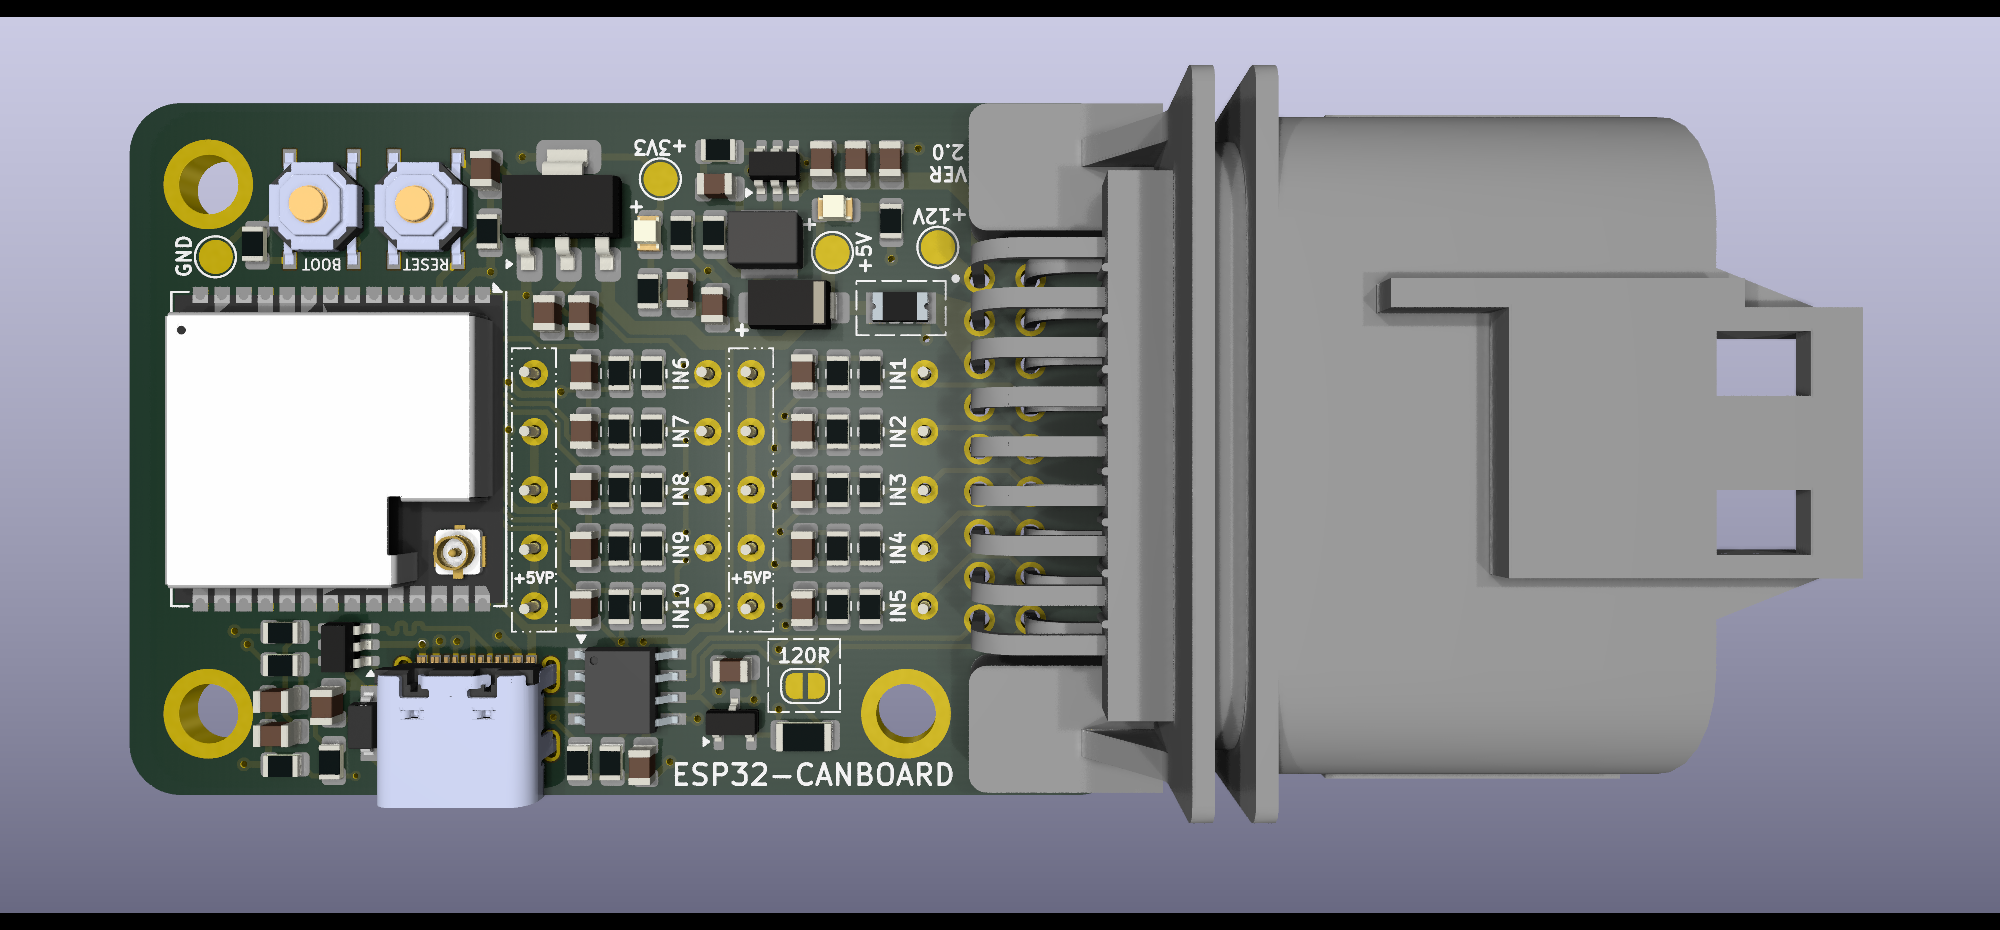 +3V3
2.0
VER
+12V
GND
+5V
BOOT
RESET
IN6
IN1
IN7
IN2
IN8
IN3
IN9
IN4
+5VP
+5VP
IN10
IN5
120R
ESP32-CANBOARD